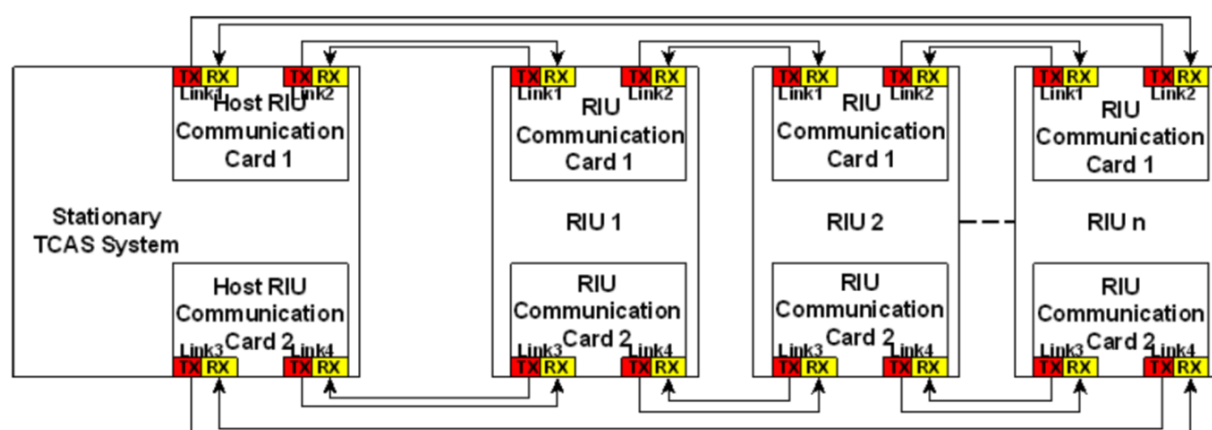 TX RX TX RX TX RX TX RX TX RX TX RX TX RX TX RX
Link1 Link2 Link1 Link2 Link1 Link2 Link1 Link2
Host RIU
Communication
Card 1
RIU
Communication
Card 1
RIU
Communication
Card 1
RIU
Communication
Card 1
Stationary
TCAS System
RIU 1
RIU 2
RIU n
Host RIU
Communication
Card 2
RIU
Communication
Card 2
RIU
Communication
Card 2
RIU
Communication
Card 2
Link3 Link4 Link3 Link4 Link3 Link4 Link3 Link4
TX RX TX RX TX RX TX RX TX RX TX RX TX RX TX RX